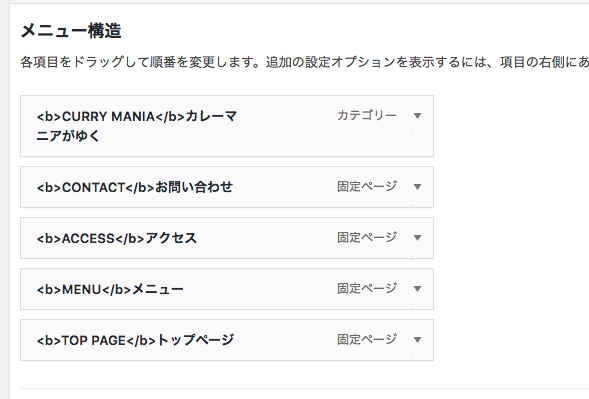 メニュー構造
各項目をドラッグして順番を変更します。追加の設定オプションを表示するには、項目の右側にあ
<b>CURRY MANIA</b>カレーマ
カテゴリー
ニアがゆく
<b>CONTACT</b>お問い合わせ
固定ページ
<b>ACCESS</b>アクセス
固定ページ
<b>MENU</b>メニュー
固定ページ
<b>TOP PAGE</b>トップページ
固定ページ